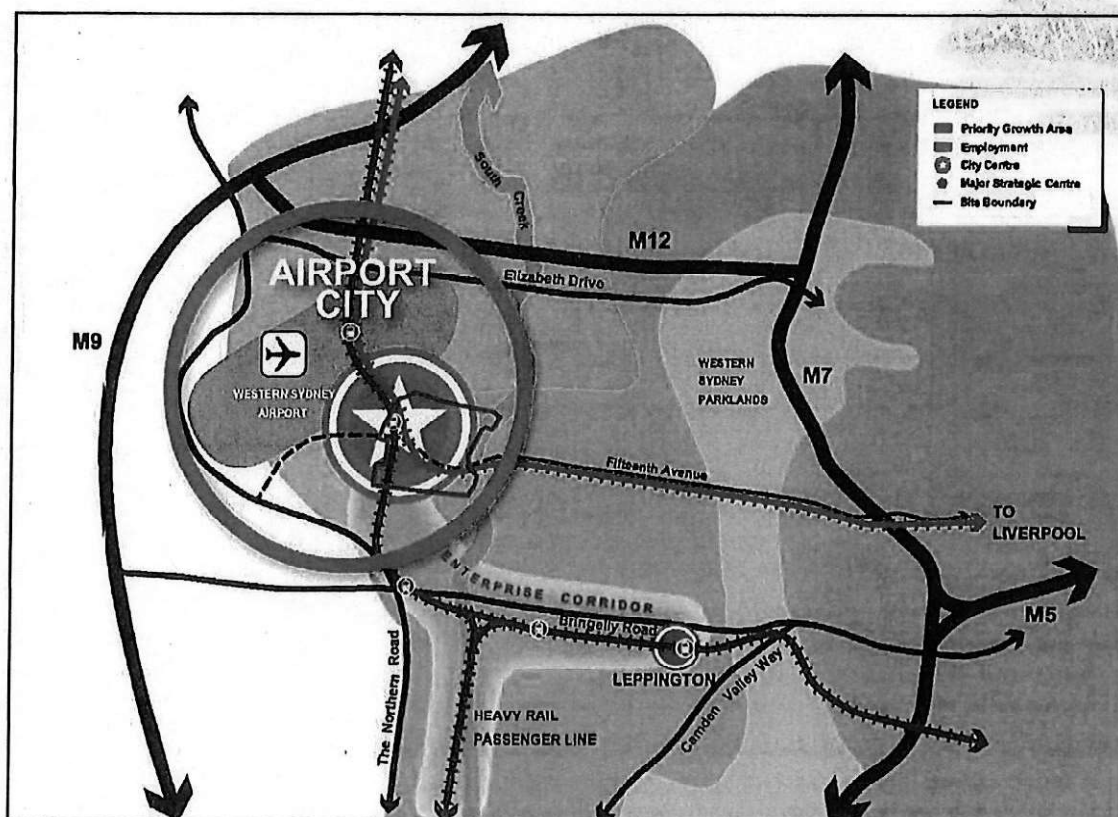 LEGEND
Priority Growth Area
Employment
City Centre
Major Strategic Centre
Site Boundary
South Creek
M12
Elizabeth Drive
AIRPORT
CITY
M9
WESTERN SYDNEY
AIRPORT
WESTERN
SYDNEY
PARKLANDS
M7
Fifteenth Avenue
TO
LIVERPOOL
ENTERPRISE CORRIDOR
Bringelly Road
M5
LEPPINGTON
The Northern Road
HEAVY RAIL
PASSENGER LINE
Camden Valley Way